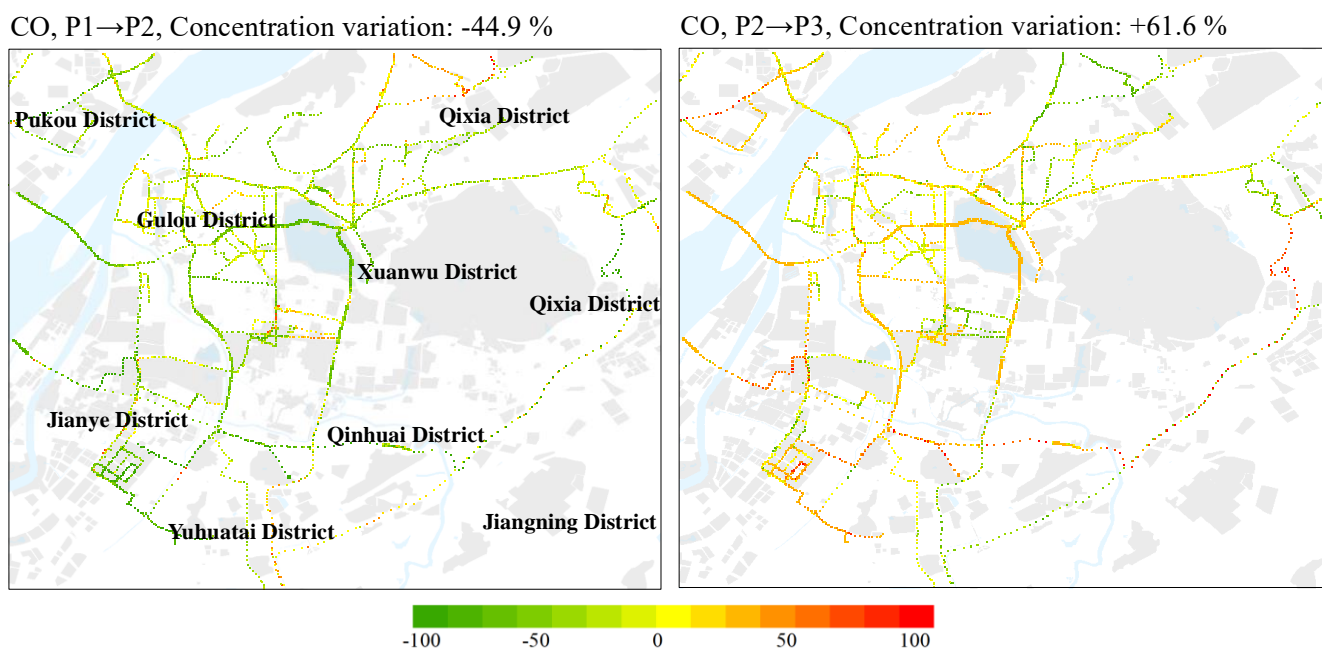 CO, P1→P2, Concentration variation: -44.9 %
CO, P2→P3, Concentration variation: +61.6 %
Pukou District
Qixia District
Gulou District
Xuanwu District
Qixia District
Jianye District
Qinhuai District
Yuhuatai District
Jiangning District
-100
-50
0
50
100